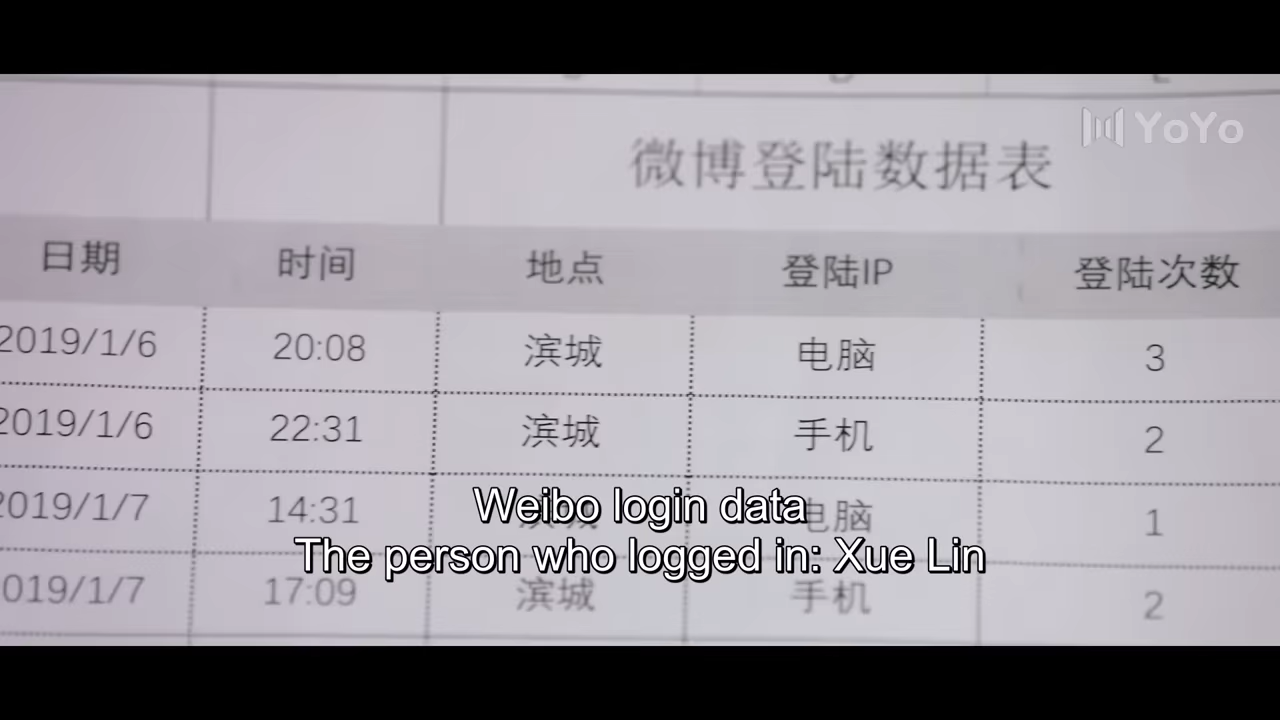 YoYo
微博登陆数据表
日期 时间 地点 登陆IP 登陆次数
2019/1/6 20:08 滨城 电脑 3
2019/1/6 22:31 滨城 手机 2
2019/1/7 14:31 滨城 电脑 1
Weibo login data
The person who logged in: Xue Lin
019/1/7 17:09 滨城 手机 2